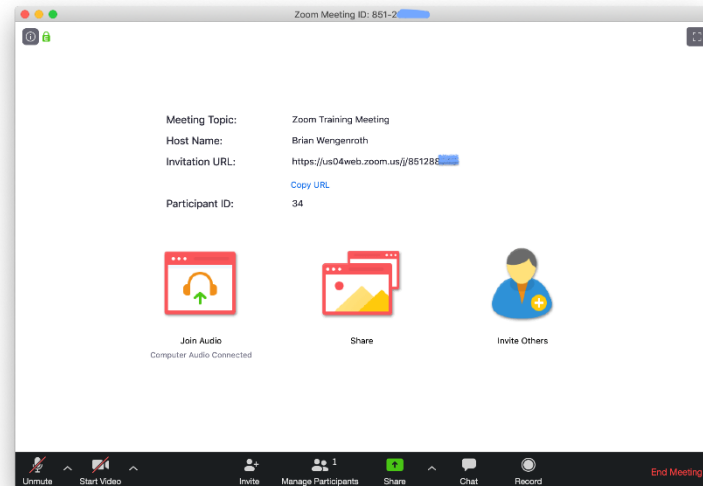 Zoom Meeting ID: 851-2
Meeting Topic: Zoom Training Meeting
Host Name: Brian Wengenroth
Invitation URL: https://us04web.zoom.us/j/851288
Copy URL
Participant ID: 34
Join Audio Share Invite Others
Computer Audio Connected
1
Unmute Start Video Invite Manage Participants Share Chat Record End Meeting